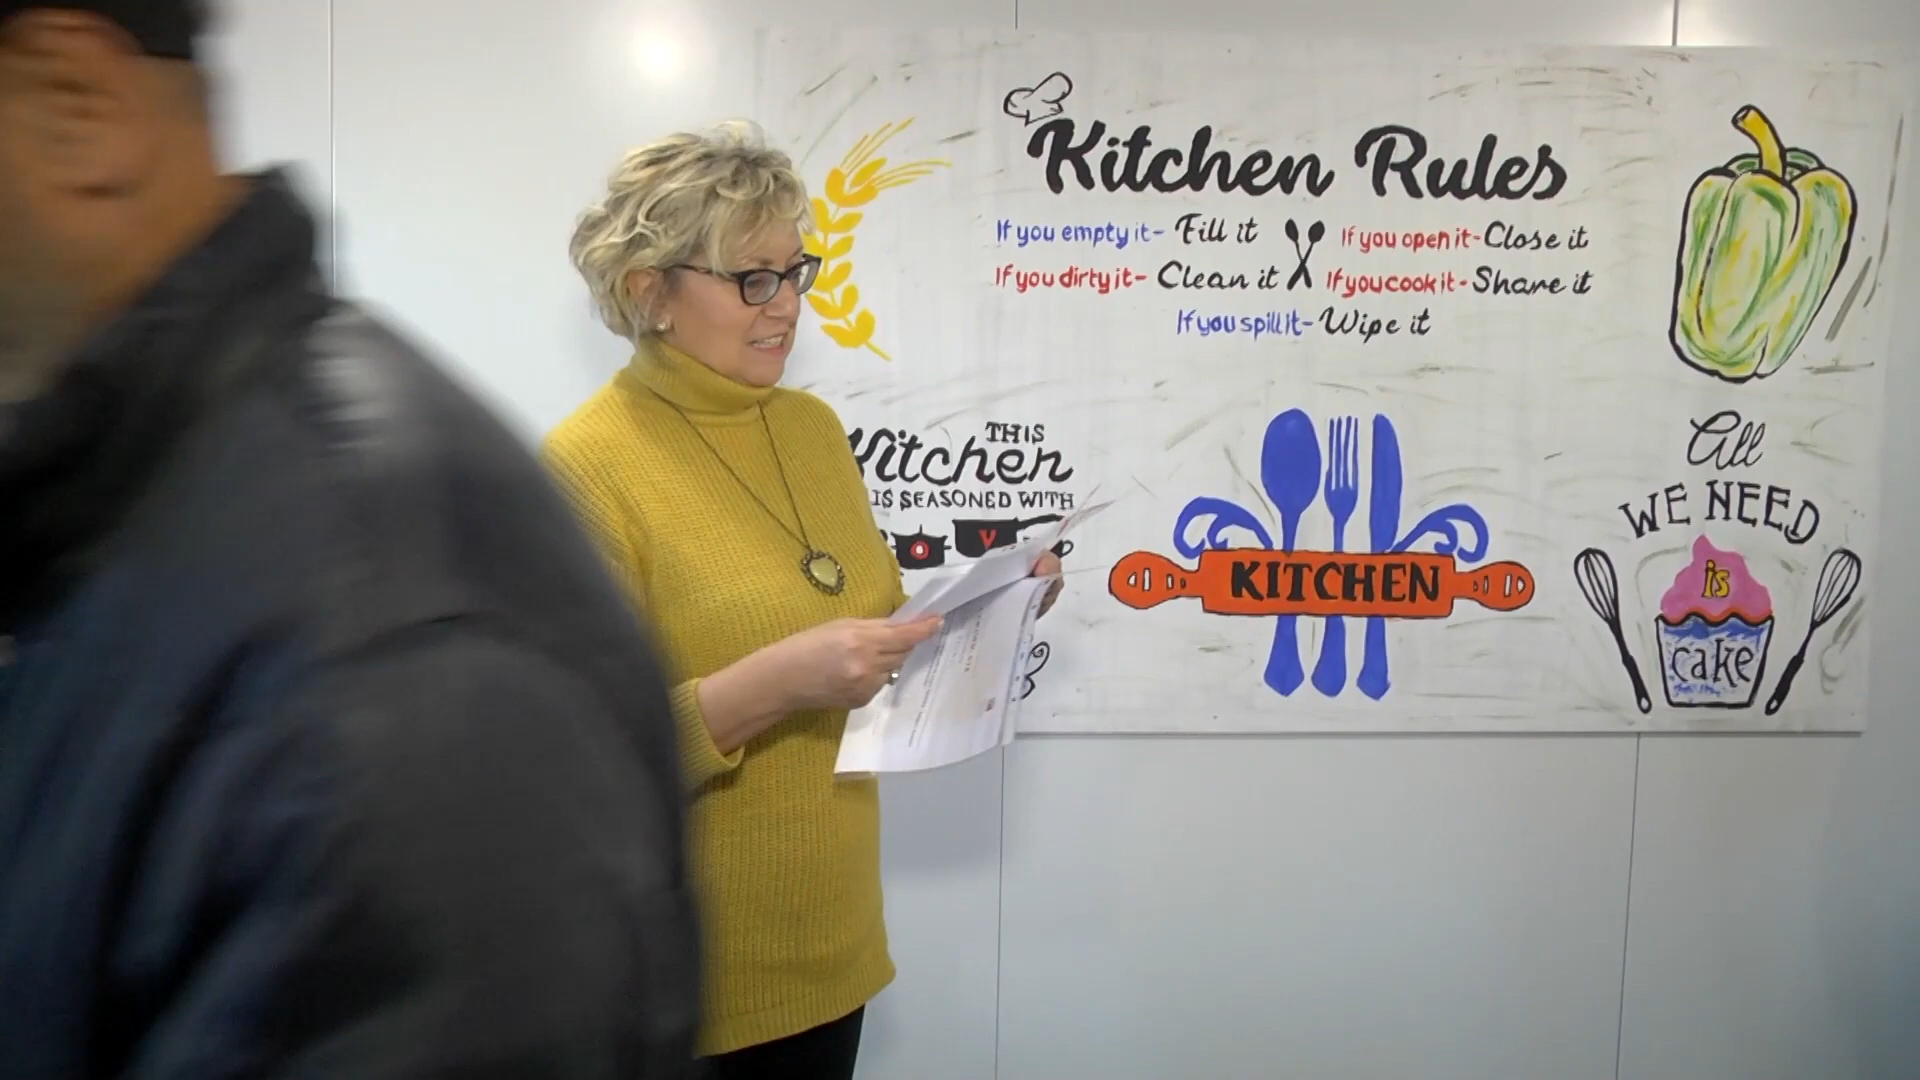 Kitchen Rules
If you empty it - Fill it If you open it - Close it
If you dirty it - Clean it If you cook it - Share it
If you spill it - Wipe it
THIS
Kitchen
IS SEASONED WITH
O V
KITCHEN
All
WE NEED
is
cake